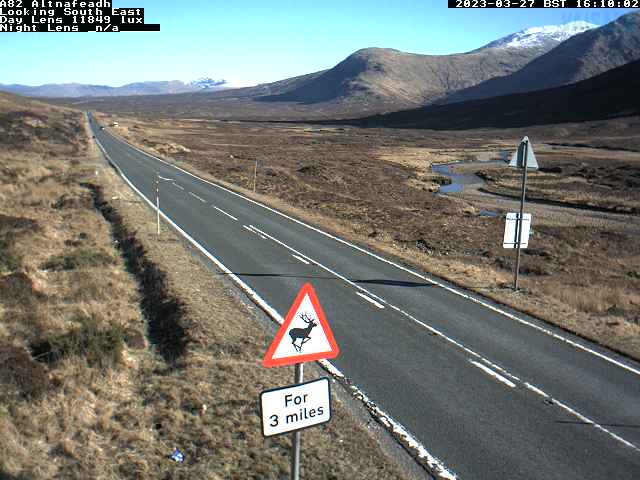 A82 Altnafeadh
Looking South East
Day Lens 11849 lux
Night Lens n/a
2023-03-27 BST 16:10:02
For
3 miles